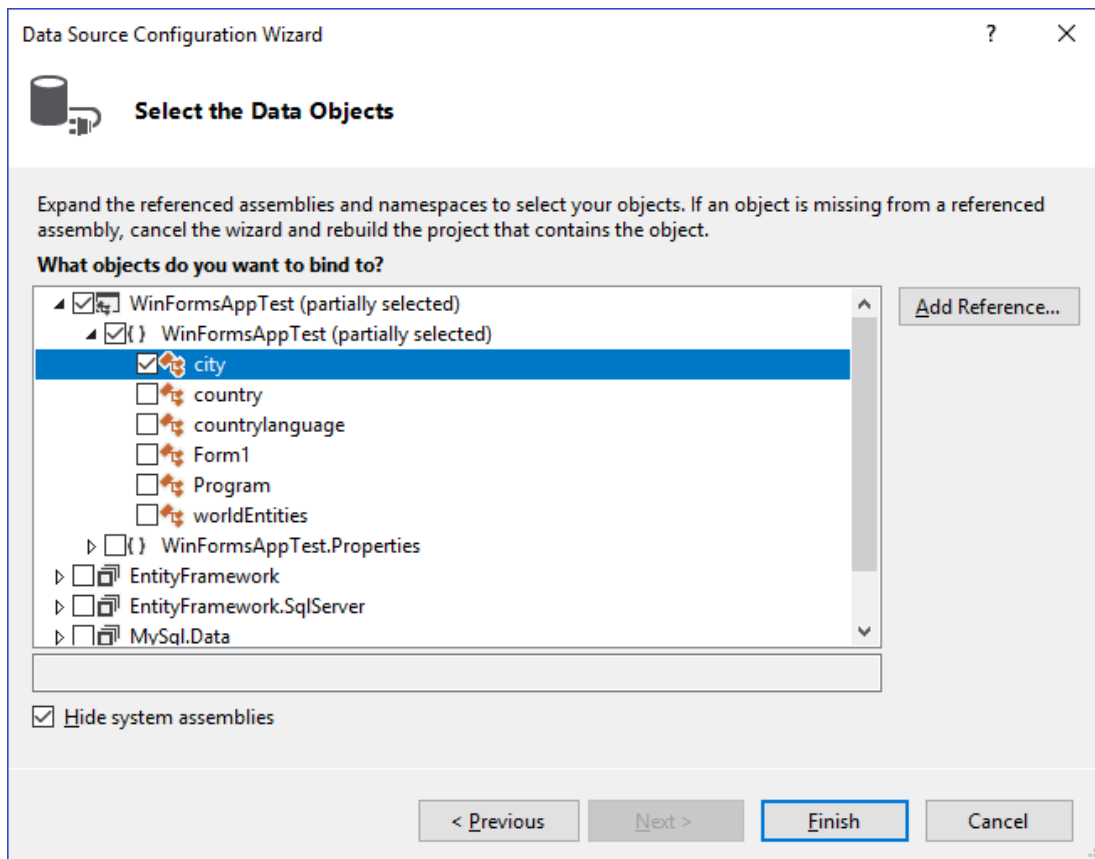 Data Source Configuration Wizard
?
Select the Data Objects
Expand the referenced assemblies and namespaces to select your objects. If an object is missing from a referenced
assembly, cancel the wizard and rebuild the project that contains the object.
What objects do you want to bind to?
WinFormsAppTest (partially selected)
Add Reference...
{ } WinFormsAppTest (partially selected)
city
country
countrylanguage
Form1
Program
worldEntities
{ } WinFormsAppTest.Properties
EntityFramework
EntityFramework.SqlServer
MySql.Data
Hide system assemblies
< Previous
Next >
Finish
Cancel